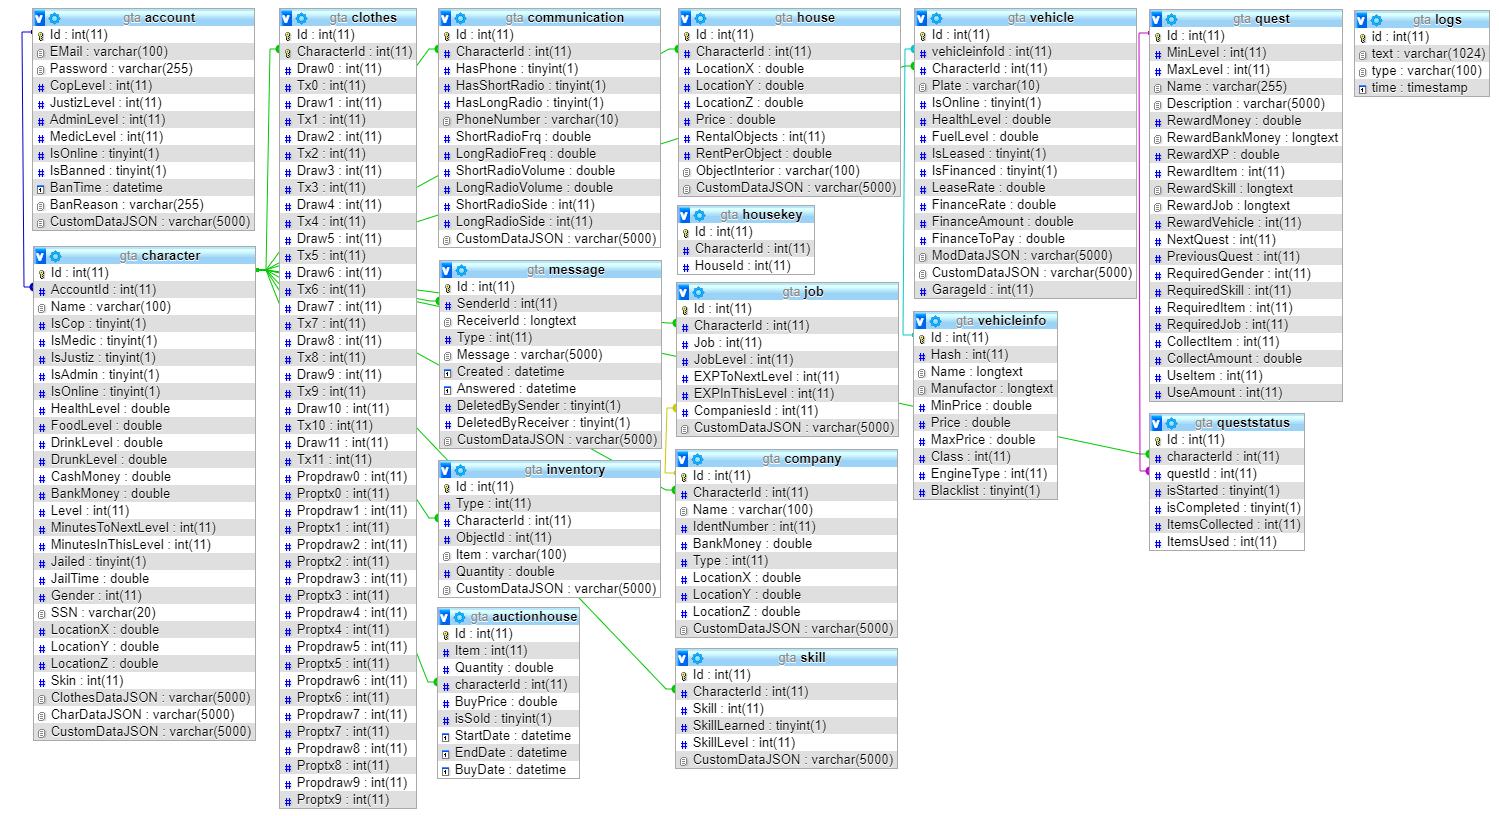 gta account
Id : int(11)
EMail : varchar(100)
Password : varchar(255)
CopLevel : int(11)
JustizLevel : int(11)
AdminLevel : int(11)
MedicLevel : int(11)
IsOnline : tinyint(1)
IsBanned : tinyint(1)
BanTime : datetime
BanReason : varchar(255)
CustomDataJSON : varchar(5000)
gta character
Id : int(11)
AccountId : int(11)
Name : varchar(100)
IsCop : tinyint(1)
IsMedic : tinyint(1)
IsJustiz : tinyint(1)
IsAdmin : tinyint(1)
IsOnline : tinyint(1)
HealthLevel : double
FoodLevel : double
DrinkLevel : double
DrunkLevel : double
CashMoney : double
BankMoney : double
Level : int(11)
MinutesToNextLevel : int(11)
MinutesInThisLevel : int(11)
Jailed : tinyint(1)
JailTime : double
Gender : int(11)
SSN : varchar(20)
LocationX : double
LocationY : double
LocationZ : double
Skin : int(11)
ClothesDataJSON : varchar(5000)
CharDataJSON : varchar(5000)
CustomDataJSON : varchar(5000)
gta clothes
Id : int(11)
CharacterId : int(11)
Draw0 : int(11)
Tx0 : int(11)
Draw1 : int(11)
Tx1 : int(11)
Draw2 : int(11)
Tx2 : int(11)
Draw3 : int(11)
Tx3 : int(11)
Draw4 : int(11)
Tx4 : int(11)
Draw5 : int(11)
Tx5 : int(11)
Draw6 : int(11)
Tx6 : int(11)
Draw7 : int(11)
Tx7 : int(11)
Draw8 : int(11)
Tx8 : int(11)
Draw9 : int(11)
Tx9 : int(11)
Draw10 : int(11)
Tx10 : int(11)
Draw11 : int(11)
Tx11 : int(11)
Propdraw0 : int(11)
Proptx0 : int(11)
Propdraw1 : int(11)
Proptx1 : int(11)
Propdraw2 : int(11)
Proptx2 : int(11)
Propdraw3 : int(11)
Proptx3 : int(11)
Propdraw4 : int(11)
Proptx4 : int(11)
Propdraw5 : int(11)
Proptx5 : int(11)
Propdraw6 : int(11)
Proptx6 : int(11)
Propdraw7 : int(11)
Proptx7 : int(11)
Propdraw8 : int(11)
Proptx8 : int(11)
Propdraw9 : int(11)
Proptx9 : int(11)
gta communication
Id : int(11)
CharacterId : int(11)
HasPhone : tinyint(1)
HasShortRadio : tinyint(1)
HasLongRadio : tinyint(1)
PhoneNumber : varchar(10)
ShortRadioFrq : double
LongRadioFreq : double
ShortRadioVolume : double
LongRadioVolume : double
ShortRadioSide : int(11)
LongRadioSide : int(11)
CustomDataJSON : varchar(5000)
gta message
Id : int(11)
SenderId : int(11)
ReceiverId : longtext
Type : int(11)
Message : varchar(5000)
Created : datetime
Answered : datetime
DeletedBySender : tinyint(1)
DeletedByReceiver : tinyint(1)
CustomDataJSON : varchar(5000)
gta inventory
Id : int(11)
Type : int(11)
CharacterId : int(11)
ObjectId : int(11)
Item : varchar(100)
Quantity : double
CustomDataJSON : varchar(5000)
gta auctionhouse
Id : int(11)
Item : int(11)
Quantity : double
characterId : int(11)
BuyPrice : double
isSold : tinyint(1)
StartDate : datetime
EndDate : datetime
BuyDate : datetime
gta house
Id : int(11)
CharacterId : int(11)
LocationX : double
LocationY : double
LocationZ : double
Price : double
RentalObjects : int(11)
RentPerObject : double
ObjectInterior : varchar(100)
CustomDataJSON : varchar(5000)
gta housekey
Id : int(11)
CharacterId : int(11)
HouseId : int(11)
gta job
Id : int(11)
CharacterId : int(11)
Job : int(11)
JobLevel : int(11)
EXPToNextLevel : int(11)
EXPInThisLevel : int(11)
CompaniesId : int(11)
CustomDataJSON : varchar(5000)
gta company
Id : int(11)
CharacterId : int(11)
Name : varchar(100)
IdentNumber : int(11)
BankMoney : double
Type : int(11)
LocationX : double
LocationY : double
LocationZ : double
CustomDataJSON : varchar(5000)
gta skill
Id : int(11)
CharacterId : int(11)
Skill : int(11)
SkillLearned : tinyint(1)
SkillLevel : int(11)
CustomDataJSON : varchar(5000)
gta vehicle
Id : int(11)
vehicleinfoId : int(11)
CharacterId : int(11)
Plate : varchar(10)
IsOnline : tinyint(1)
HealthLevel : double
FuelLevel : double
IsLeased : tinyint(1)
IsFinanced : tinyint(1)
LeaseRate : double
FinanceRate : double
FinanceAmount : double
FinanceToPay : double
ModDataJSON : varchar(5000)
CustomDataJSON : varchar(5000)
GarageId : int(11)
gta vehicleinfo
Id : int(11)
Hash : int(11)
Name : longtext
Manufactor : longtext
MinPrice : double
Price : double
MaxPrice : double
Class : int(11)
EngineType : int(11)
Blacklist : tinyint(1)
gta quest
Id : int(11)
MinLevel : int(11)
MaxLevel : int(11)
Name : varchar(255)
Description : varchar(5000)
RewardMoney : double
RewardBankMoney : longtext
RewardXP : double
RewardItem : int(11)
RewardSkill : longtext
RewardJob : longtext
RewardVehicle : int(11)
NextQuest : int(11)
PreviousQuest : int(11)
RequiredGender : int(11)
RequiredSkill : int(11)
RequiredItem : int(11)
RequiredJob : int(11)
CollectItem : int(11)
CollectAmount : double
UseItem : int(11)
UseAmount : int(11)
gta queststatus
Id : int(11)
characterId : int(11)
questId : int(11)
isStarted : tinyint(1)
isCompleted : tinyint(1)
ItemsCollected : int(11)
ItemsUsed : int(11)
gta logs
id : int(11)
text : varchar(1024)
type : varchar(100)
time : timestamp